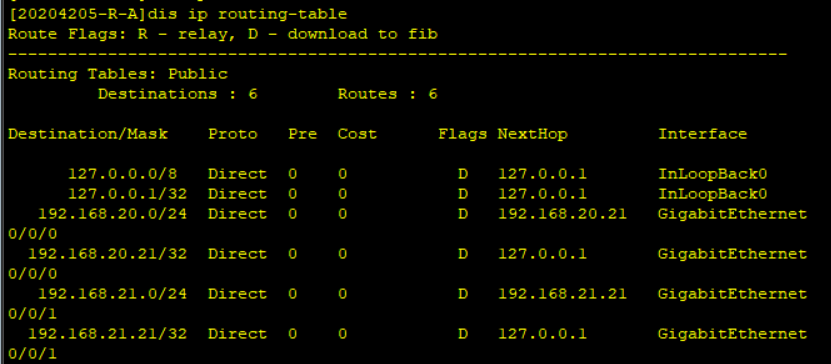 [20204205-R-A]dis ip routing-table
Route Flags: R - relay, D - download to fib
------------------------------------------------------------------------------
Routing Tables: Public
         Destinations : 6        Routes : 6

Destination/Mask    Proto   Pre  Cost      Flags NextHop         Interface

      127.0.0.0/8   Direct  0    0           D   127.0.0.1       InLoopBack0
      127.0.0.1/32  Direct  0    0           D   127.0.0.1       InLoopBack0
   192.168.20.0/24  Direct  0    0           D   192.168.20.21   GigabitEthernet
0/0/0
  192.168.20.21/32  Direct  0    0           D   127.0.0.1       GigabitEthernet
0/0/0
   192.168.21.0/24  Direct  0    0           D   192.168.21.21   GigabitEthernet
0/0/1
  192.168.21.21/32  Direct  0    0           D   127.0.0.1       GigabitEthernet
0/0/1